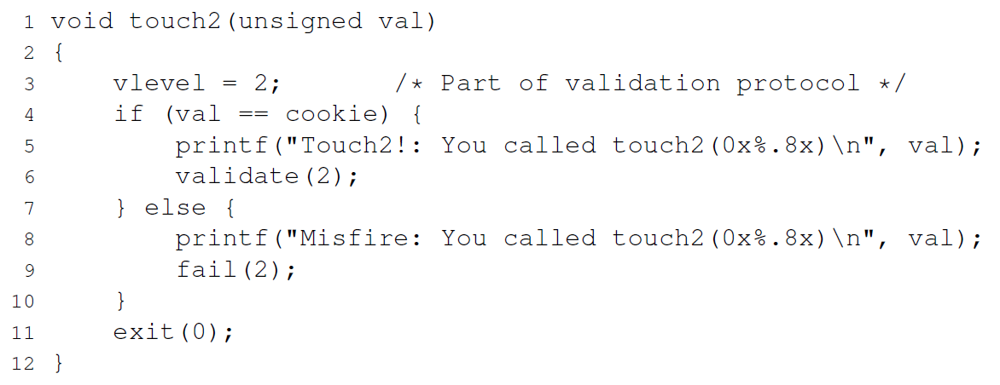 1 void touch2(unsigned val)
2 {
3     vlevel = 2;       /* Part of validation protocol */
4     if (val == cookie) {
5         printf("Touch2!: You called touch2(0x%.8x)\n", val);
6         validate(2);
7     } else {
8         printf("Misfire: You called touch2(0x%.8x)\n", val);
9         fail(2);
10     }
11     exit(0);
12 }